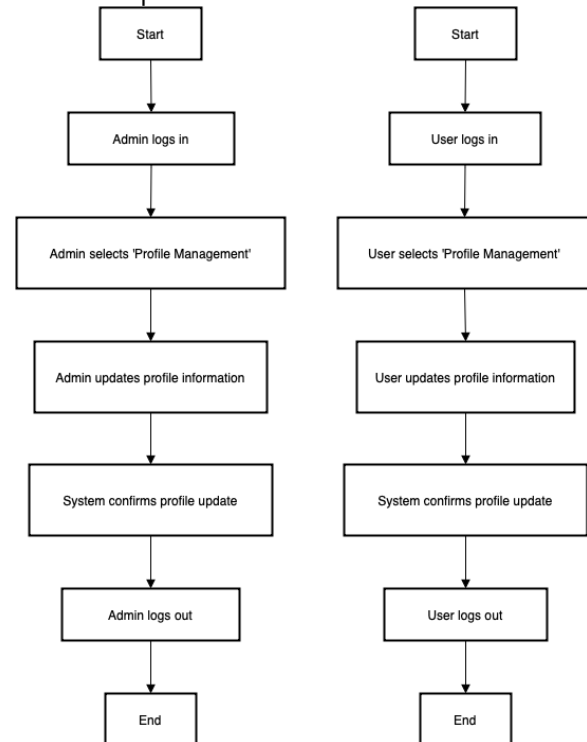 Start
Admin logs in
Admin selects 'Profile Management'
Admin updates profile information
System confirms profile update
Admin logs out
End
Start
User logs in
User selects 'Profile Management'
User updates profile information
System confirms profile update
User logs out
End